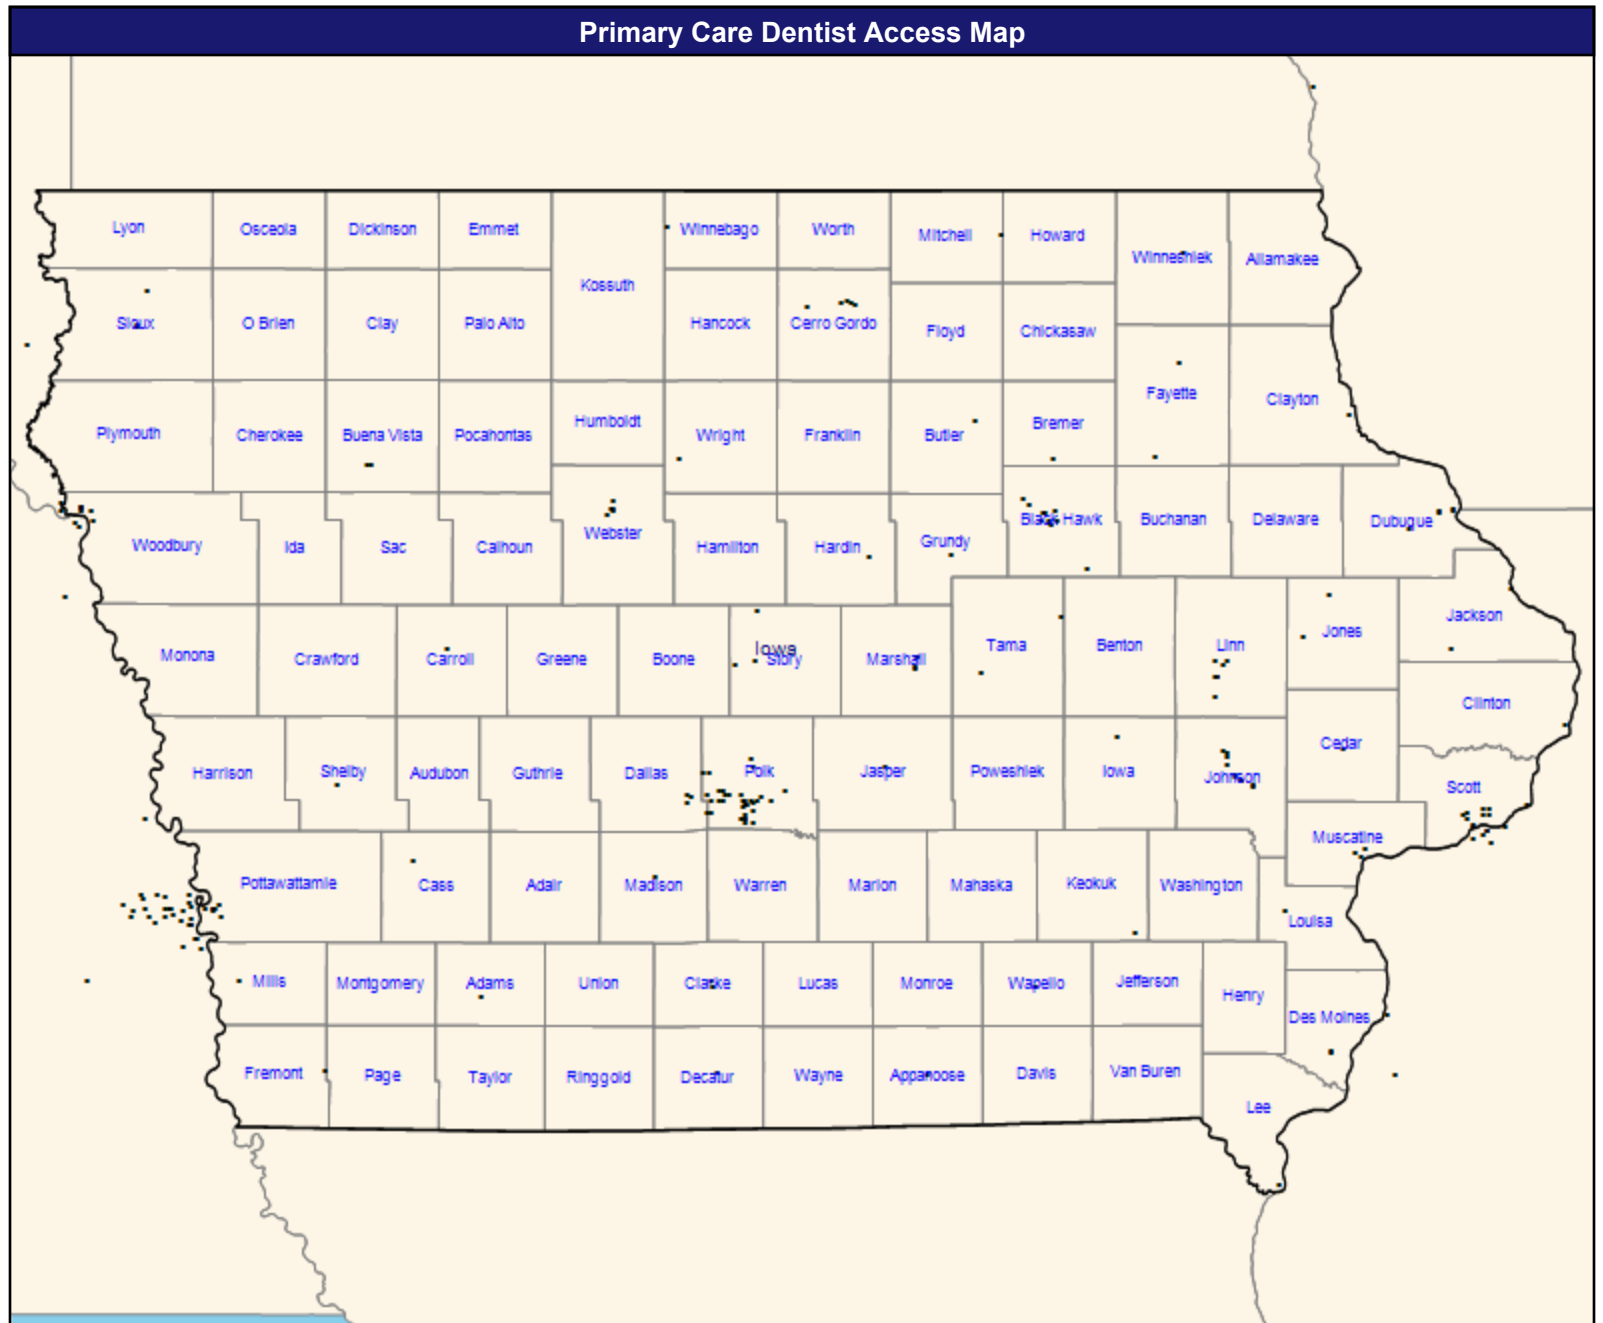 Primary Care Dentist Access Map
Lyon
Osceola
Dickinson
Emmet
Kossuth
Winnebago
Worth
Mitchell
Howard
Winneshiek
Allamakee
Sioux
O Brien
Clay
Palo Alto
Hancock
Cerro Gordo
Floyd
Chickasaw
Fayette
Clayton
Plymouth
Cherokee
Buena Vista
Pocahontas
Humboldt
Wright
Franklin
Butler
Bremer
Woodbury
Ida
Sac
Calhoun
Webster
Hamilton
Hardin
Grundy
Black Hawk
Buchanan
Delaware
Dubuque
Monona
Crawford
Carroll
Greene
Boone
Iowa
Story
Marshall
Tama
Benton
Linn
Jones
Jackson
Clinton
Harrison
Shelby
Audubon
Guthrie
Dallas
Polk
Jasper
Poweshiek
Iowa
Johnson
Cedar
Scott
Muscatine
Pottawattamie
Cass
Adair
Madison
Warren
Marion
Mahaska
Keokuk
Washington
Louisa
Mills
Montgomery
Adams
Union
Clarke
Lucas
Monroe
Wapello
Jefferson
Henry
Des Moines
Fremont
Page
Taylor
Ringgold
Decatur
Wayne
Appanoose
Davis
Van Buren
Lee